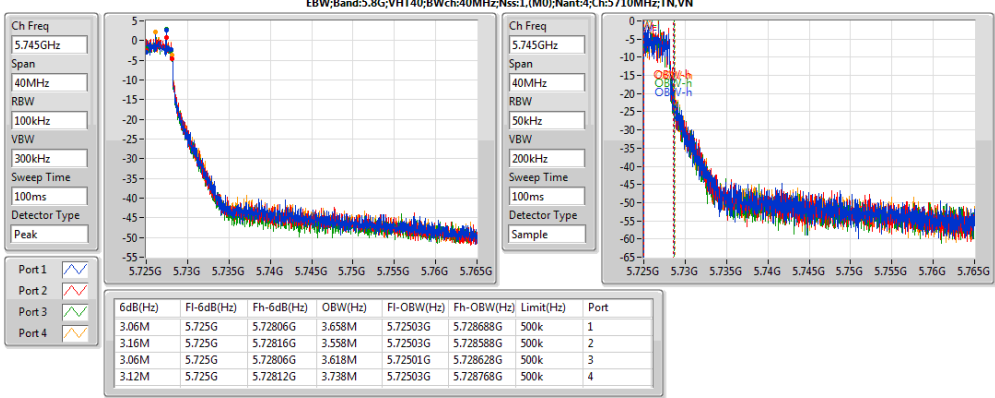 EBW;Band:5.8G;VHT40;BWch:40MHz;Nss:1,(M0);Nant:4;Ch:5710MHz;TN,VN
Ch Freq
5.745GHz
Span
40MHz
RBW
100kHz
VBW
300kHz
Sweep Time
100ms
Detector Type
Peak
5
0
-5
-10
-15
-20
-25
-30
-35
-40
-45
-50
-55
5.725G 5.73G 5.735G 5.74G 5.745G 5.75G 5.755G 5.76G 5.765G
Ch Freq
5.745GHz
Span
40MHz
RBW
50kHz
VBW
200kHz
Sweep Time
100ms
Detector Type
Sample
0
-5
-10
-15
-20
-25
-30
-35
-40
-45
-50
-55
-60
-65
OBW-h
OBW-h
OBW-h
5.725G 5.73G 5.735G 5.74G 5.745G 5.75G 5.755G 5.76G 5.765G
Port 1
Port 2
Port 3
Port 4
6dB(Hz) Fl-6dB(Hz) Fh-6dB(Hz) OBW(Hz) Fl-OBW(Hz) Fh-OBW(Hz) Limit(Hz) Port
3.06M 5.725G 5.72806G 3.658M 5.72503G 5.728688G 500k 1
3.16M 5.725G 5.72816G 3.558M 5.72503G 5.728588G 500k 2
3.06M 5.725G 5.72806G 3.618M 5.72501G 5.728628G 500k 3
3.12M 5.725G 5.72812G 3.738M 5.72503G 5.728768G 500k 4